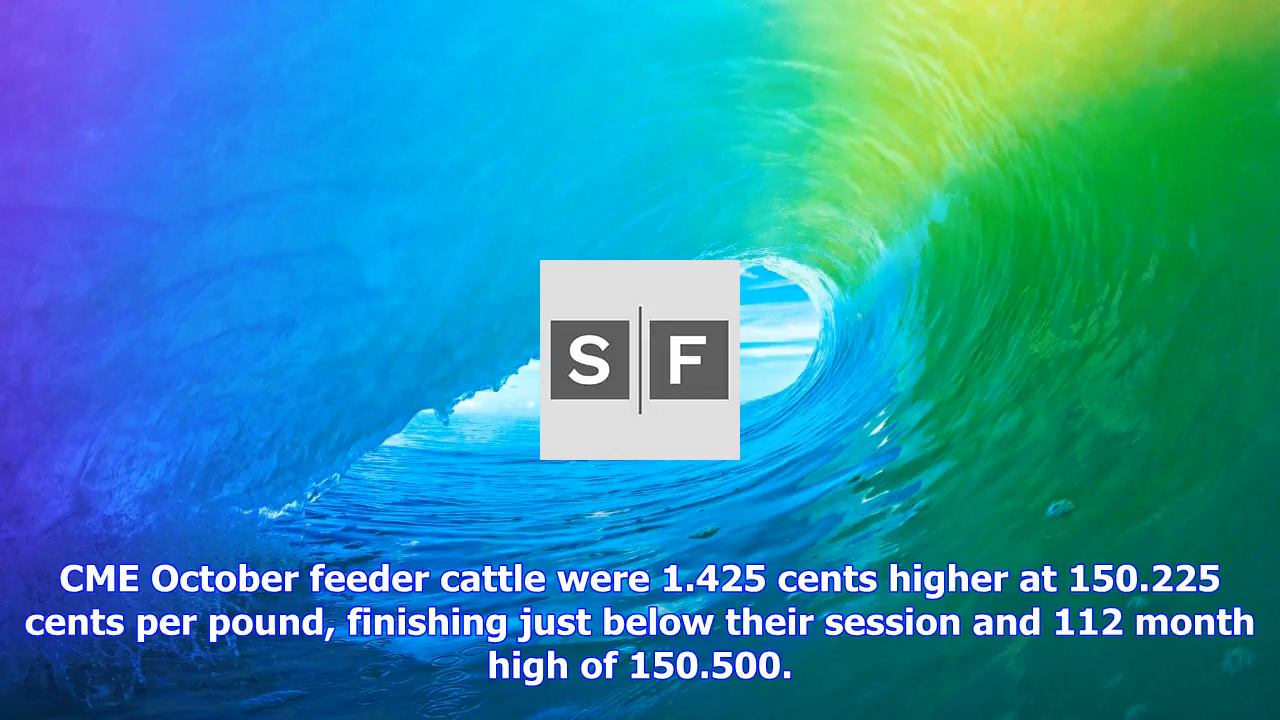 S F
CME October feeder cattle were 1.425 cents higher at 150.225
cents per pound, finishing just below their session and 112 month
high of 150.500.